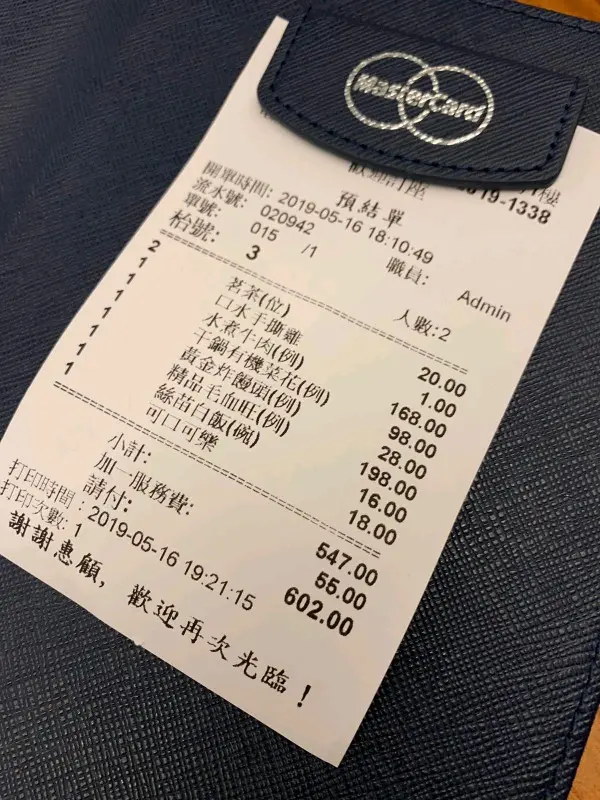 MasterCard
訂座
19-1338
預結單
開單時間: 2019-05-16 18:10:49
流水號: 020942 職員: Admin
單號: 015 /1
枱號: 3 人數:2
2 茗茶(位) 20.00
1 口水手撕雞 1.00
1 水煮牛肉(例) 168.00
1 干鍋有機菜花(例) 98.00
1 黃金炸饅頭(例) 28.00
1 精品毛血旺(例) 198.00
1 絲苗白飯(碗) 16.00
1 可口可樂 18.00
小計: 547.00
加一服務費: 55.00
請付: 602.00
打印時間: 2019-05-16 19:21:15
打印次數: 1
謝謝惠顧, 歡迎再次光臨!